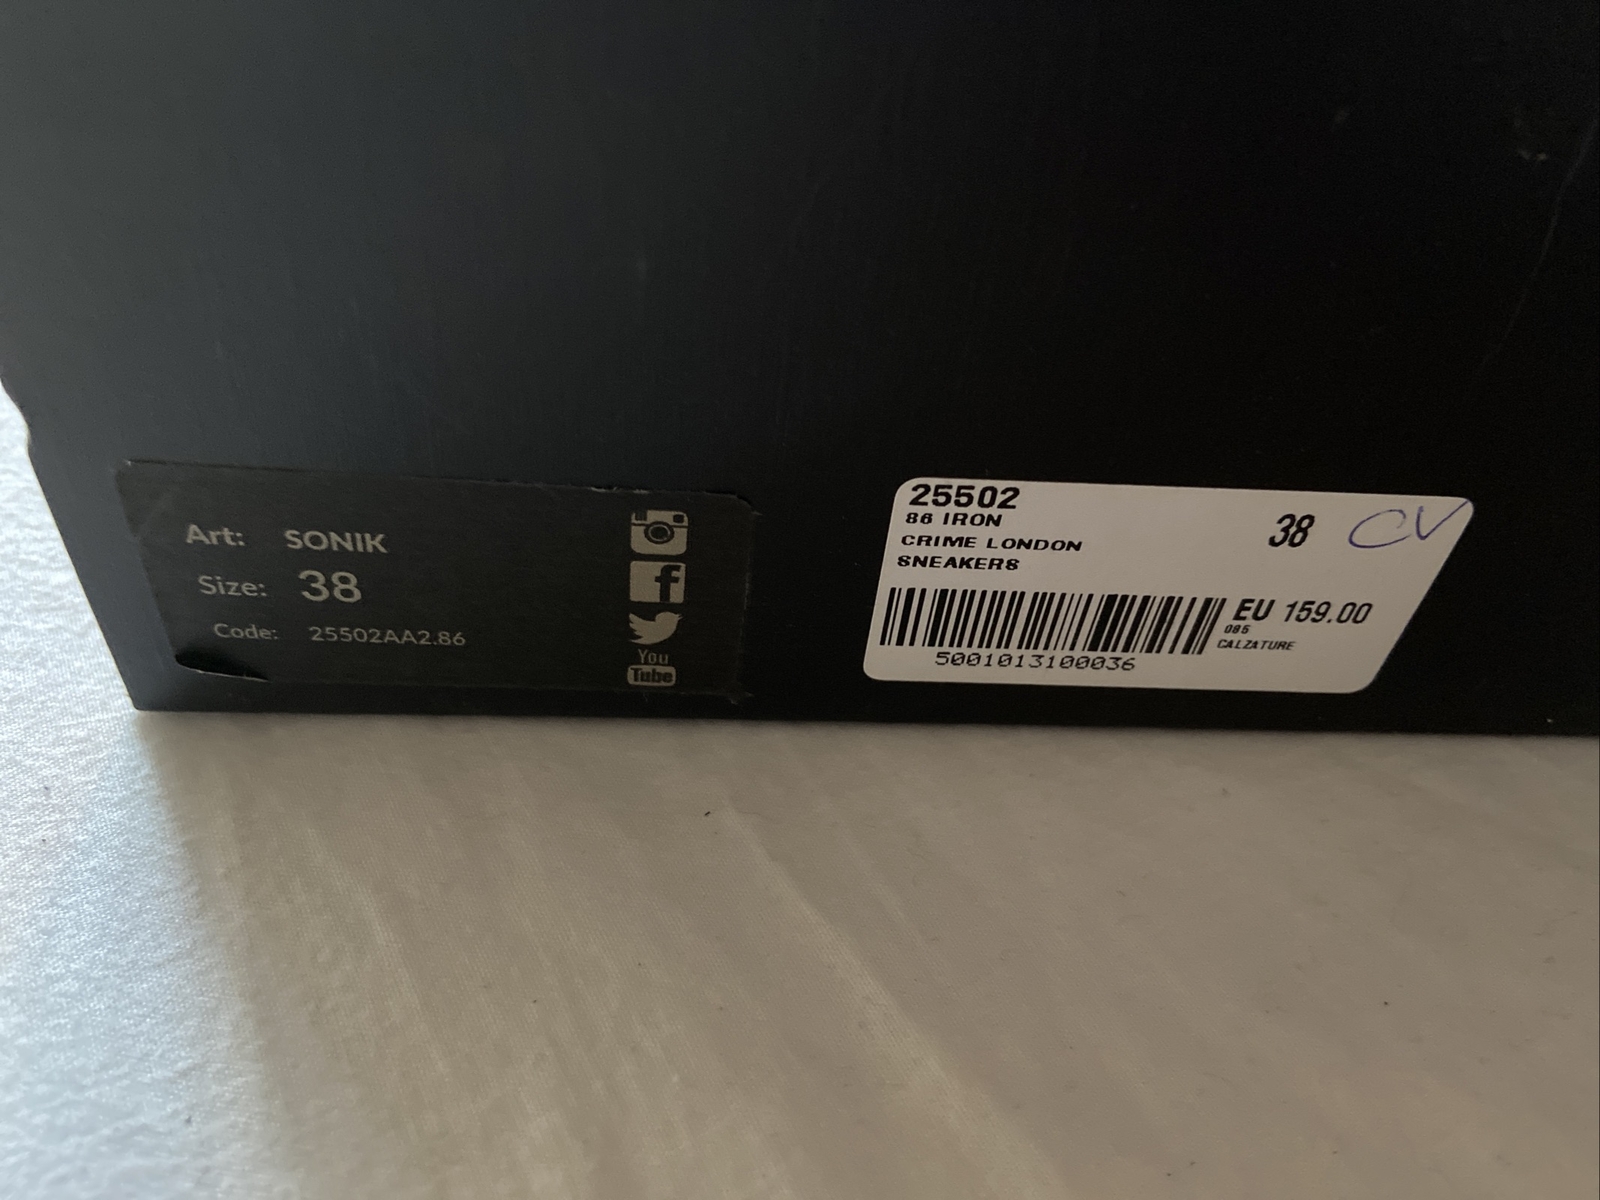 Art: SONIK
Size: 38
Code: 25502AA2.86
You
Tube
25502
86 IRON
38 CV
CRIME LONDON
SNEAKERS
EU 159.00
085
CALZATURE
5001013100036